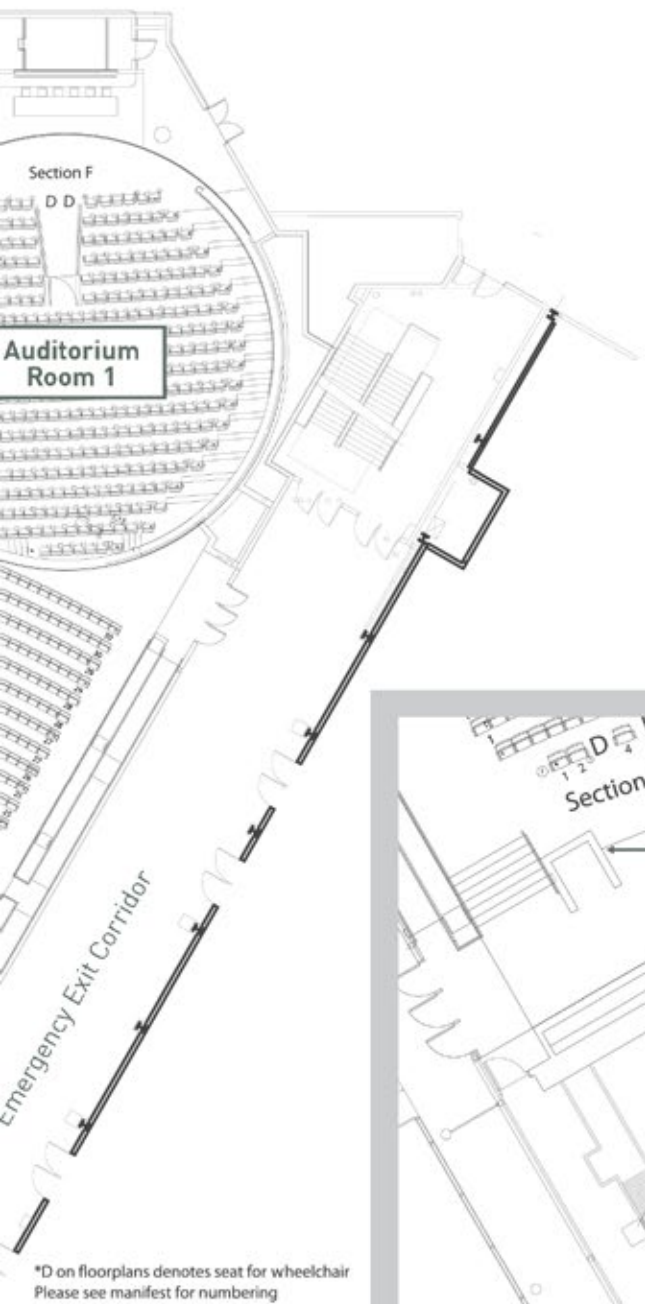 Section F
D D
Auditorium
Room 1
D
1 2 4
Section
Emergency Exit Corridor
*D on floorplans denotes seat for wheelchair
Please see manifest for numbering